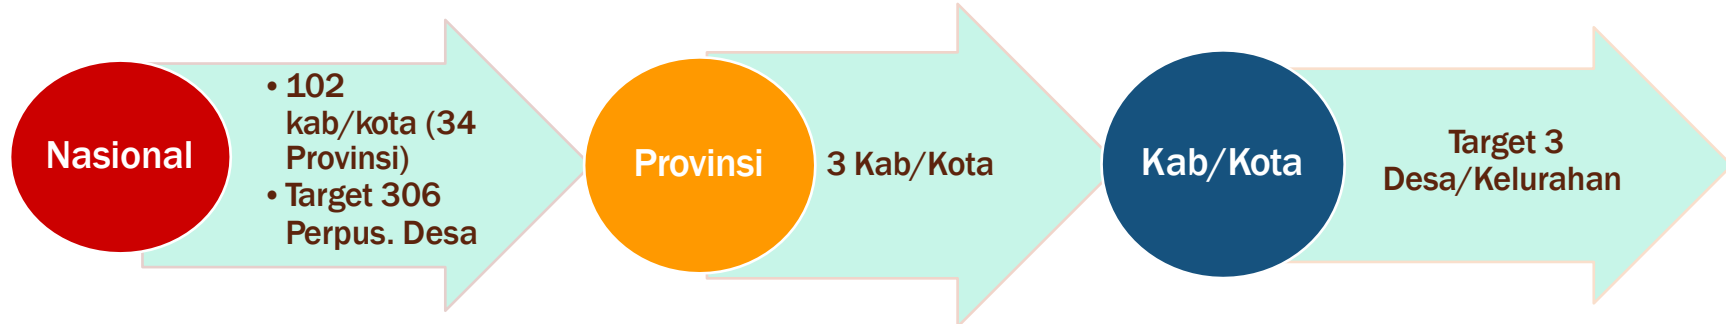 Nasional
• 102
kab/kota (34
Provinsi)
• Target 306
Perpus. Desa
Provinsi
3 Kab/Kota
Kab/Kota
Target 3
Desa/Kelurahan